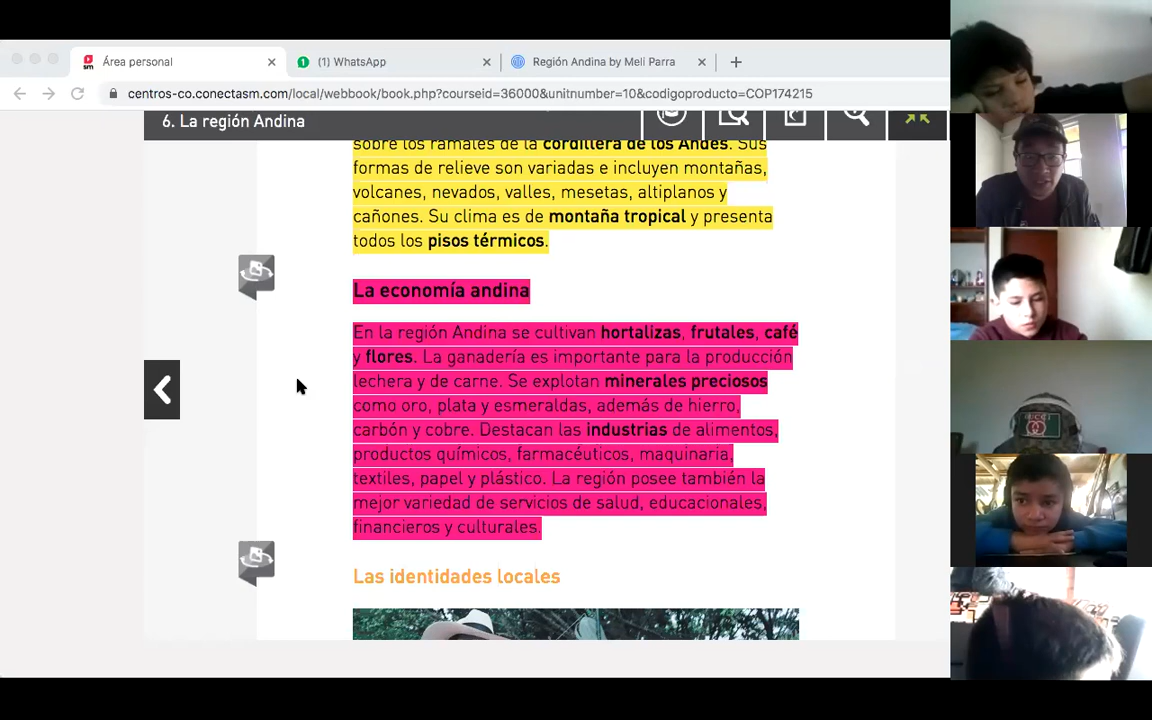 Área personal
(1) WhatsApp
Región Andina by Meli Parra
centros-co.conectasm.com/local/webbook/book.php?courseid=36000&unitnumber=10&codigoproducto=COP174215
6. La región Andina
sobre los ramales de la cordillera de los Andes. Sus
formas de relieve son variadas e incluyen montañas,
volcanes, nevados, valles, mesetas, altiplanos y
cañones. Su clima es de montaña tropical y presenta
todos los pisos térmicos.
La economía andina
En la región Andina se cultivan hortalizas, frutales, café
y flores. La ganadería es importante para la producción
lechera y de carne. Se explotan minerales preciosos
como oro, plata y esmeraldas, además de hierro,
carbón y cobre. Destacan las industrias de alimentos,
productos químicos, farmacéuticos, maquinaria,
textiles, papel y plástico. La región posee también la
mejor variedad de servicios de salud, educacionales,
financieros y culturales.
Las identidades locales
GUCCI